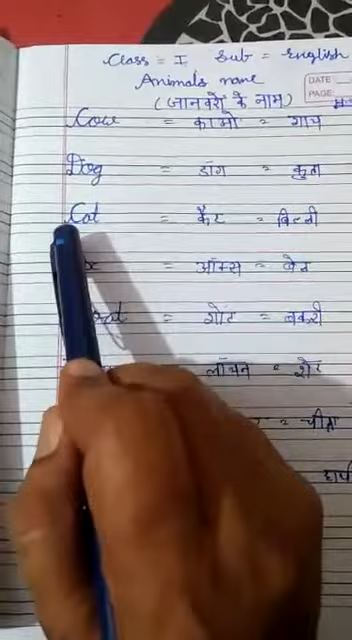 Class = I Sub = English
Animals name
DATE
(जानवरों के नाम)
PAGE:
Cow = काओ = गाय
Dog = डॉग = कुत्ता
Cat = कैट = बिल्ली
= ऑक्स = बैल
= गोट = बकरी
= लॉयन = शेर
= चीता